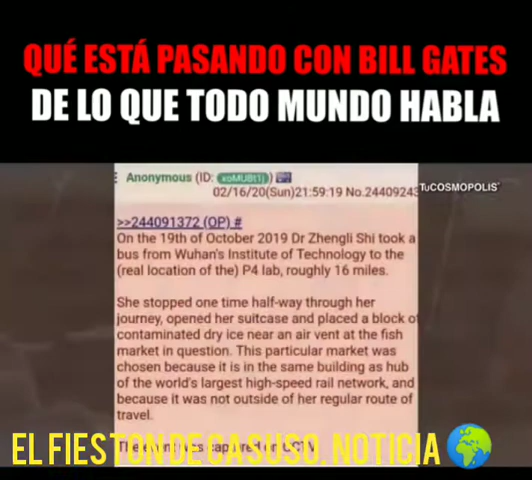 QUÉ ESTÁ PASANDO CON BILL GATES
DE LO QUE TODO MUNDO HABLA
Anonymous (ID: xoMUB(1))
02/16/20(Sun)21:59:19 No.24409243
TuCOSMOPOLIS
>>244091372 (OP) #
On the 19th of October 2019 Dr Zhengli Shi took a
bus from Wuhan's Institute of Technology to the
(real location of the) P4 lab, roughly 16 miles.
She stopped one time half-way through her
journey, opened her suitcase and placed a block of
contaminated dry ice near an air vent at the fish
market in question. This particular market was
chosen because it is in the same building as hub
of the world's largest high-speed rail network, and
because it was not outside of her regular route of
travel.
EL FIESTON DE CASUSO. NOTICIA